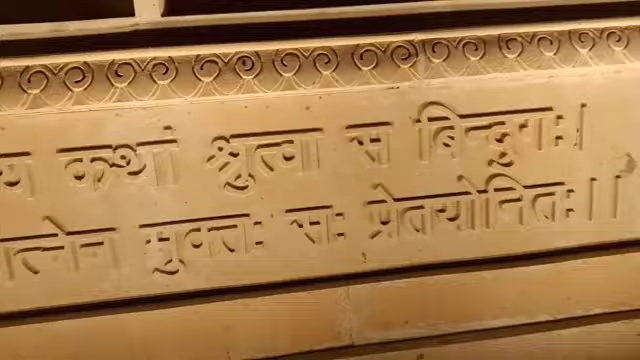 कथां श्रुत्वा स बिन्दुगः।
मुक्तः सः प्रेतयोनितः।।